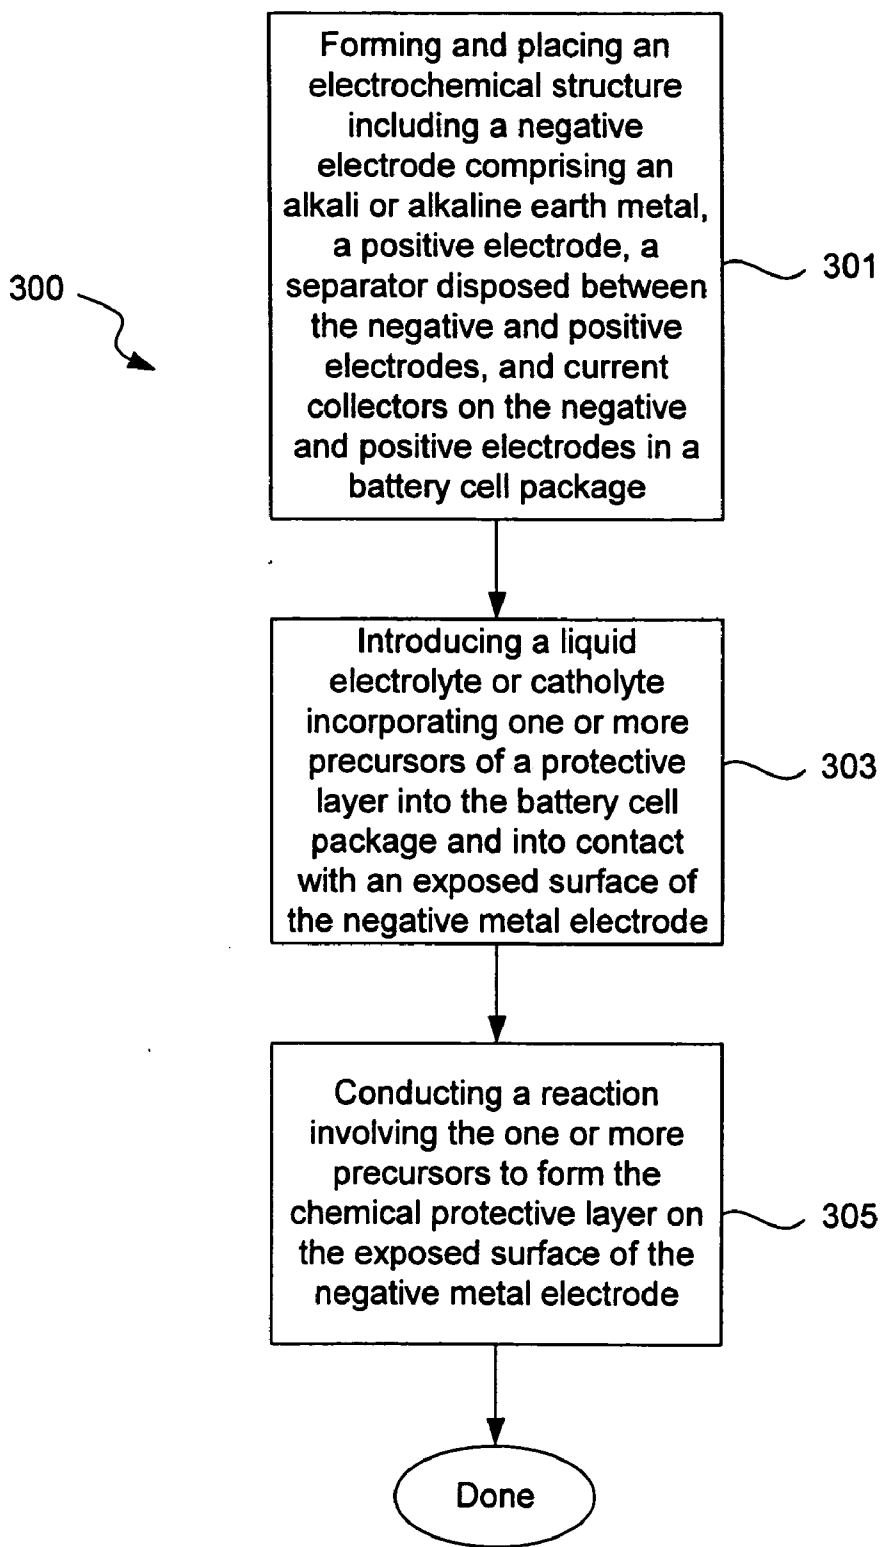 Forming and placing an
electrochemical structure
including a negative
electrode comprising an
alkali or alkaline earth metal,
a positive electrode, a
separator disposed between
the negative and positive
electrodes, and current
collectors on the negative
and positive electrodes in a
battery cell package
301
300
Introducing a liquid
electrolyte or catholyte
incorporating one or more
precursors of a protective
layer into the battery cell
package and into contact
with an exposed surface of
the negative metal electrode
303
Conducting a reaction
involving the one or more
precursors to form the
chemical protective layer on
the exposed surface of the
negative metal electrode
305
Done